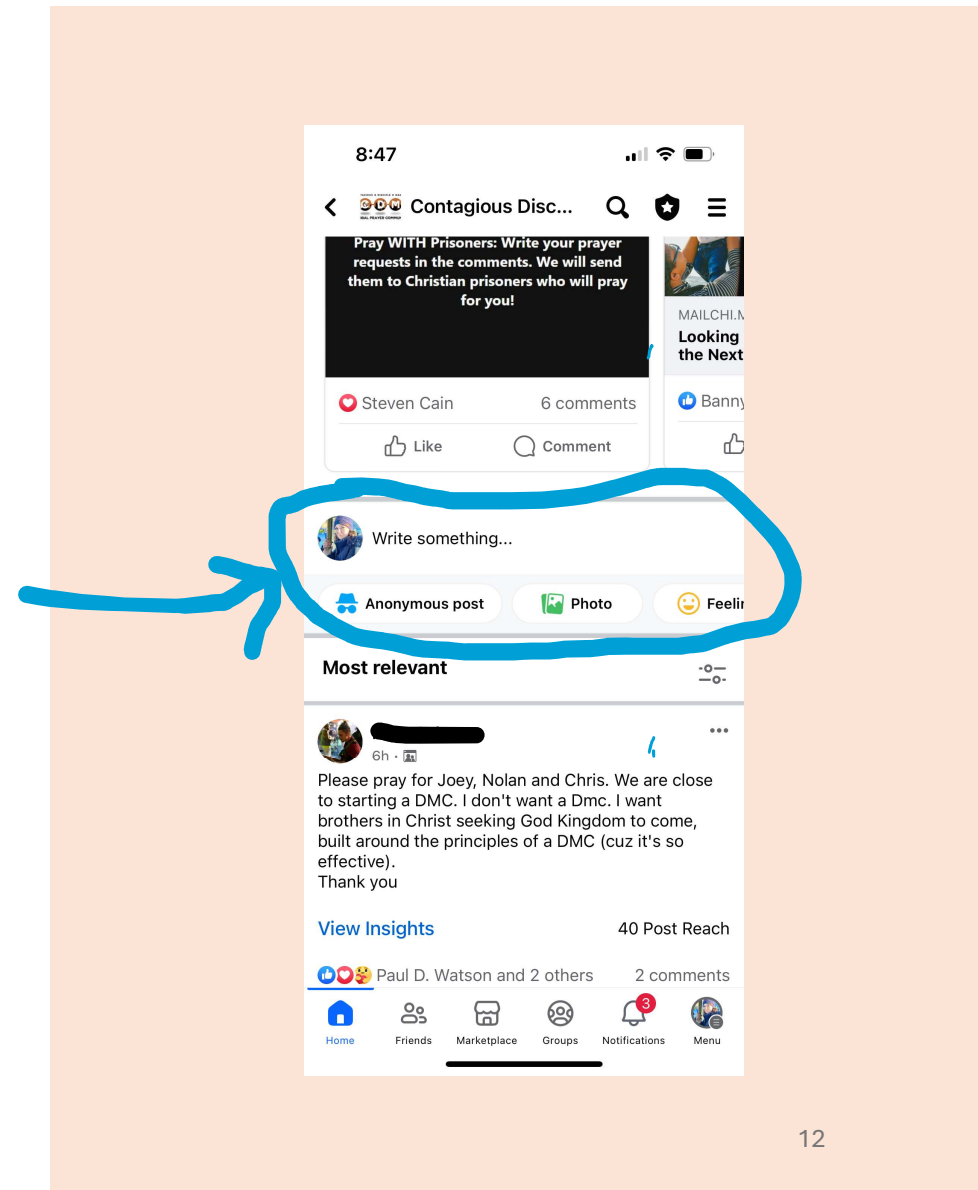 8:47
CDM
Contagious Disc...
Pray WITH Prisoners: Write your prayer
requests in the comments. We will send
them to Christian prisoners who will pray
for you!
MAILCHI.M
Looking
the Next
Steven Cain 6 comments
Banny
Like Comment
Write something...
Anonymous post Photo Feelin
Most relevant
6h ·
Please pray for Joey, Nolan and Chris. We are close
to starting a DMC. I don't want a Dmc. I want
brothers in Christ seeking God Kingdom to come,
built around the principles of a DMC (cuz it's so
effective).
Thank you
View Insights 40 Post Reach
Paul D. Watson and 2 others 2 comments
3
Home Friends Marketplace Groups Notifications Menu
12